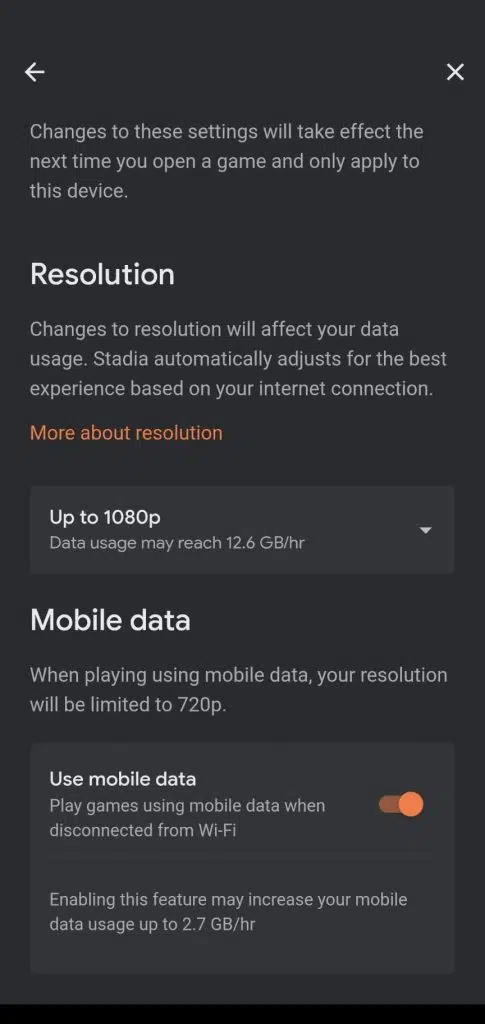 Changes to these settings will take effect the
next time you open a game and only apply to
this device.
Resolution
Changes to resolution will affect your data
usage. Stadia automatically adjusts for the best
experience based on your internet connection.
More about resolution
Up to 1080p
Data usage may reach 12.6 GB/hr
Mobile data
When playing using mobile data, your resolution
will be limited to 720p.
Use mobile data
Play games using mobile data when
disconnected from Wi-Fi
Enabling this feature may increase your mobile
data usage up to 2.7 GB/hr